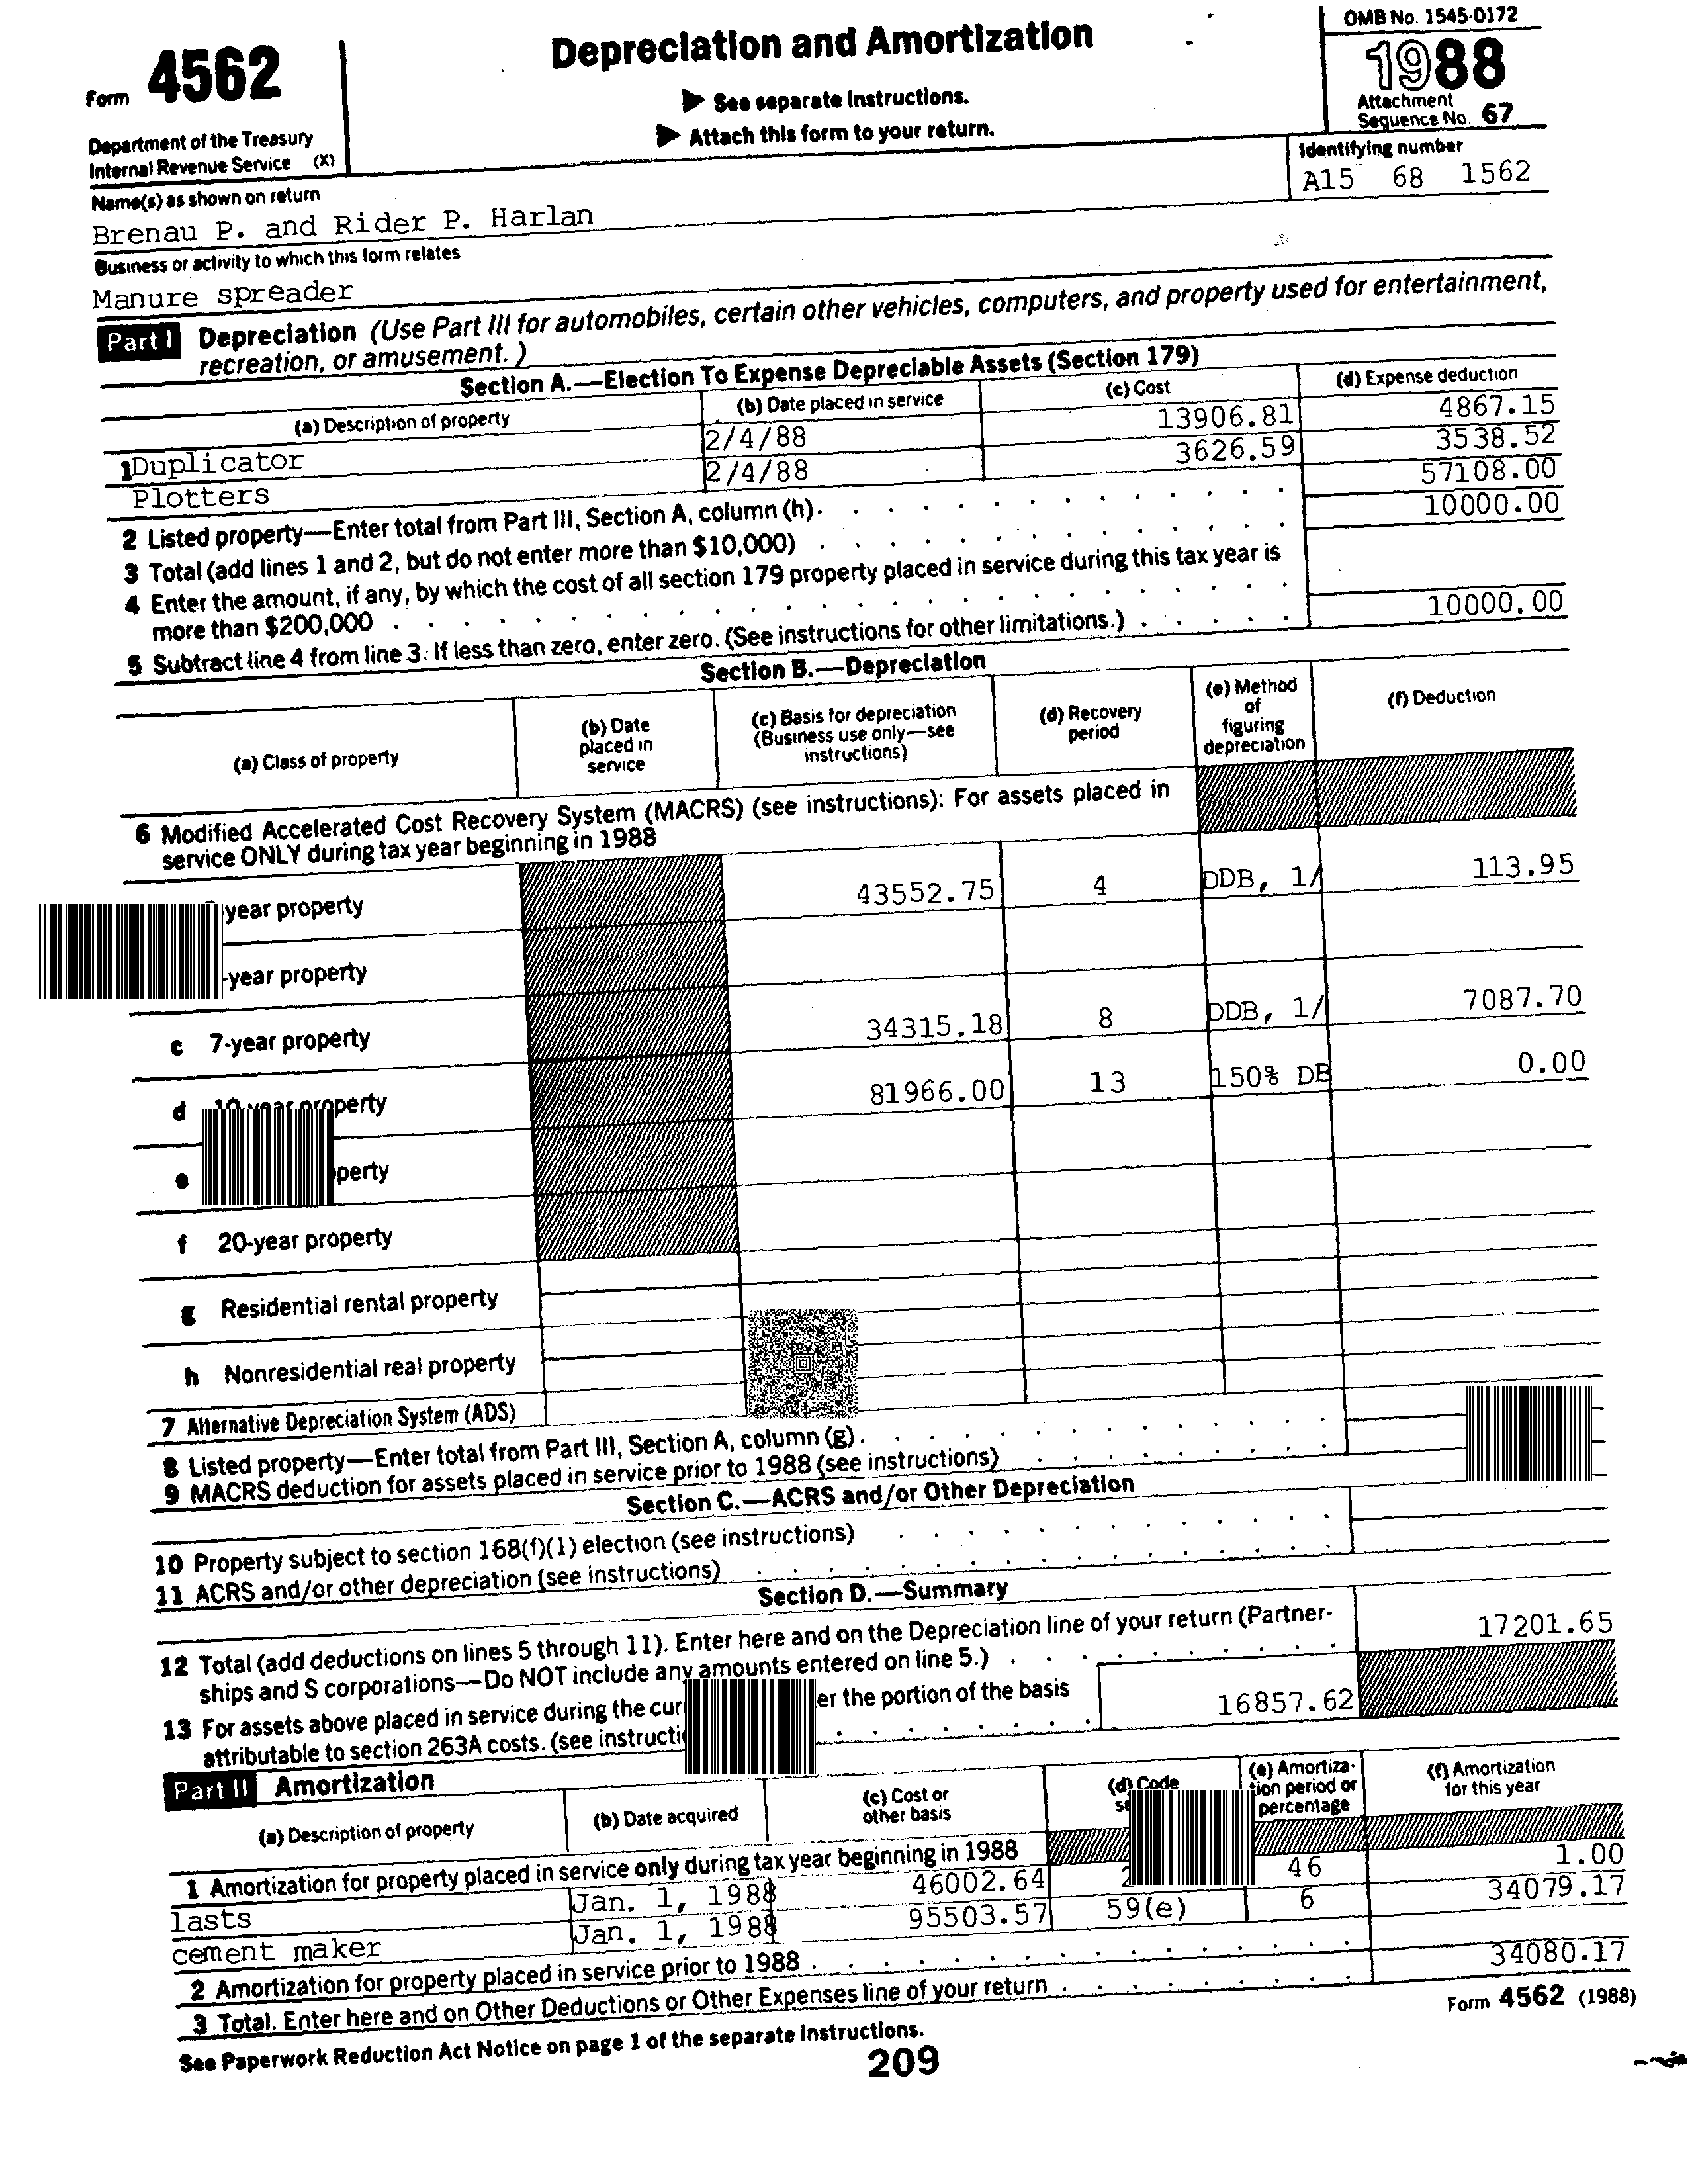 OMB No. 1545-0172
Form 4562
Depreciation and Amortization
1988
See separate Instructions.
Attach this form to your return.
Attachment
Sequence No. 67
Department of the Treasury
Internal Revenue Service (X)
Identifying number
A15 68 1562
Name(s) as shown on return
Brenau P. and Rider P. Harlan
Business or activity to which this form relates
Manure spreader
Part I Depreciation (Use Part III for automobiles, certain other vehicles, computers, and property used for entertainment,
recreation, or amusement.)
Section A.—Election To Expense Depreciable Assets (Section 179)
(a) Description of property (b) Date placed in service (c) Cost (d) Expense deduction
1 Duplicator 2/4/88 13906.81 4867.15
Plotters 2/4/88 3626.59 3538.52
2 Listed property—Enter total from Part III, Section A, column (h). 57108.00
3 Total (add lines 1 and 2, but do not enter more than $10,000) 10000.00
4 Enter the amount, if any, by which the cost of all section 179 property placed in service during this tax year is
more than $200,000
5 Subtract line 4 from line 3. If less than zero, enter zero. (See instructions for other limitations.) 10000.00
Section B.—Depreciation
(a) Class of property
(b) Date
placed in
service
(c) Basis for depreciation
(Business use only—see
instructions)
(d) Recovery
period
(e) Method
of
figuring
depreciation
(f) Deduction
6 Modified Accelerated Cost Recovery System (MACRS) (see instructions): For assets placed in
service ONLY during tax year beginning in 1988
-year property 43552.75 4 DDB, 1/ 113.95
-year property
c 7-year property 34315.18 8 DDB, 1/ 7087.70
d 10-year property 81966.00 13 150% DB 0.00
e perty
f 20-year property
g Residential rental property
h Nonresidential real property
7 Alternative Depreciation System (ADS)
8 Listed property—Enter total from Part III, Section A, column (g).
9 MACRS deduction for assets placed in service prior to 1988 (see instructions)
Section C.—ACRS and/or Other Depreciation
10 Property subject to section 168(f)(1) election (see instructions)
11 ACRS and/or other depreciation (see instructions)
Section D.—Summary
12 Total (add deductions on lines 5 through 11). Enter here and on the Depreciation line of your return (Partner-
ships and S corporations—Do NOT include any amounts entered on line 5.) 17201.65
13 For assets above placed in service during the cur er the portion of the basis
attributable to section 263A costs. (see instructi 16857.62
Part II Amortization
(a) Description of property
(b) Date acquired
(c) Cost or
other basis
(d) Code
(e) Amortiza-
tion period or
percentage
(f) Amortization
for this year
1 Amortization for property placed in service only during tax year beginning in 1988
lasts Jan. 1, 1988 46002.64 46 1.00
cement maker Jan. 1, 1988 95503.57 59(e) 6 34079.17
2 Amortization for property placed in service prior to 1988
3 Total. Enter here and on Other Deductions or Other Expenses line of your return 34080.17
See Paperwork Reduction Act Notice on page 1 of the separate Instructions.
Form 4562 (1988)
209